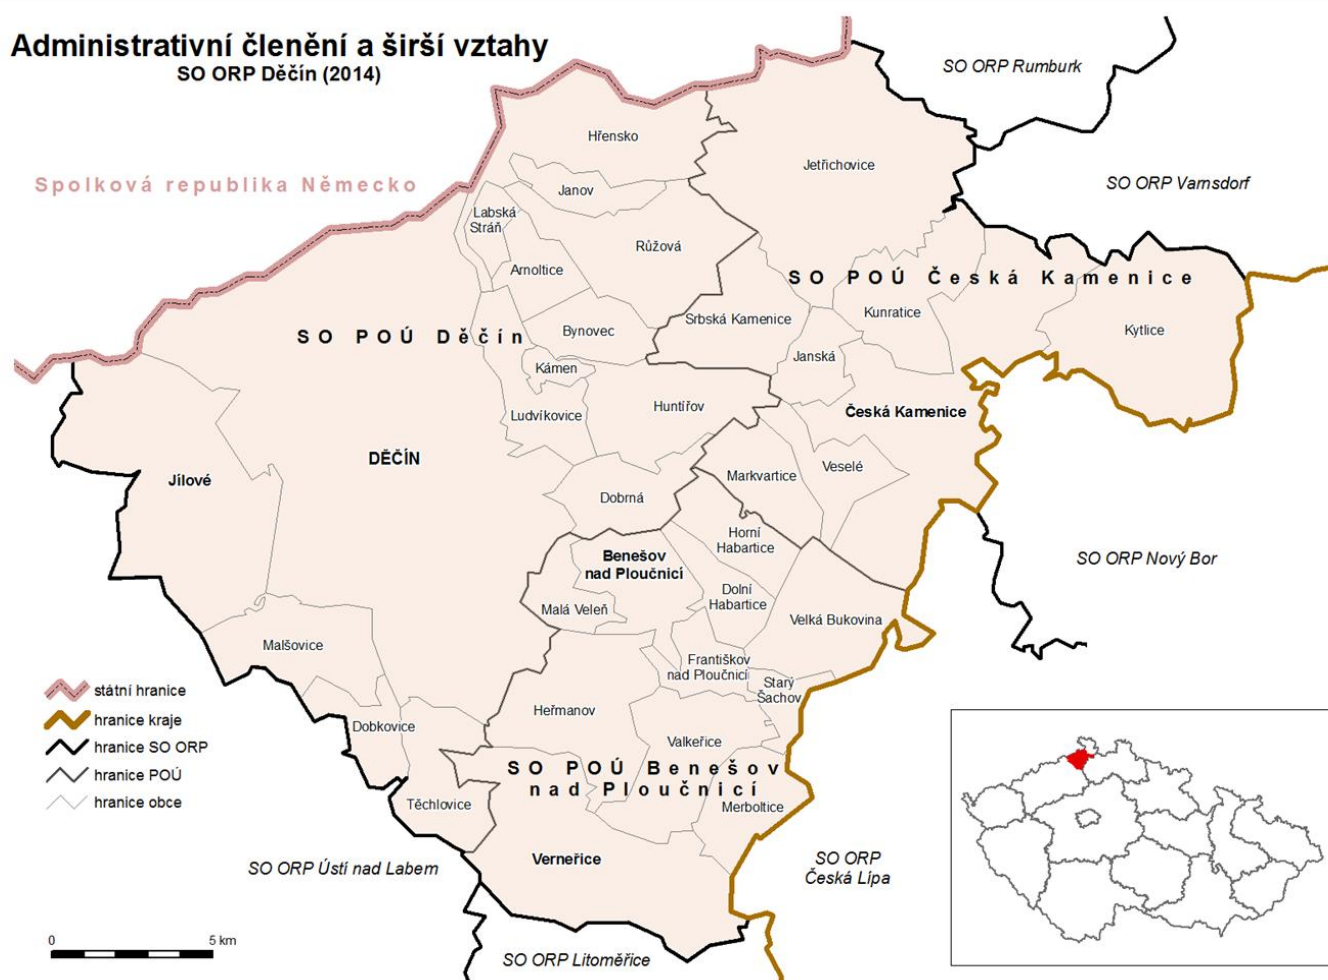 Administrativní členění a širší vztahy
SO ORP Děčín (2014)
SO ORP Rumburk
Hřensko
Jetřichovice
Spolková republika Německo
SO ORP Varnsdorf
Janov
Labská
Stráň
Růžová
Arnoltice
SO POÚ Česká Kamenice
Srbská Kamenice
Kunratice
Kytlice
SO POÚ Děčín
Bynovec
Janská
Kámen
Ludvíkovice
Huntířov
Česká Kamenice
DĚČÍN
Jílové
Markvartice
Veselé
Dobrná
Horní
Habartice
Benešov
nad Ploučnicí
SO ORP Nový Bor
Dolní
Habartice
Malá Veleň
Velká Bukovina
Malšovice
Františkov
nad Ploučnicí
Starý
Šachov
státní hranice
hranice kraje
hranice SO ORP
hranice POÚ
hranice obce
Heřmanov
Dobkovice
Valkeřice
SO POÚ Benešov
nad Ploučnicí
Těchlovice
Merboltice
Verneřice
SO ORP Ústí nad Labem
SO ORP
Česká Lípa
0 5 km
SO ORP Litoměřice